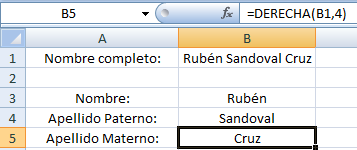 B5 fx =DERECHA(B1,4)
A B
1 Nombre completo: Rubén Sandoval Cruz
2
3 Nombre: Rubén
4 Apellido Paterno: Sandoval
5 Apellido Materno: Cruz